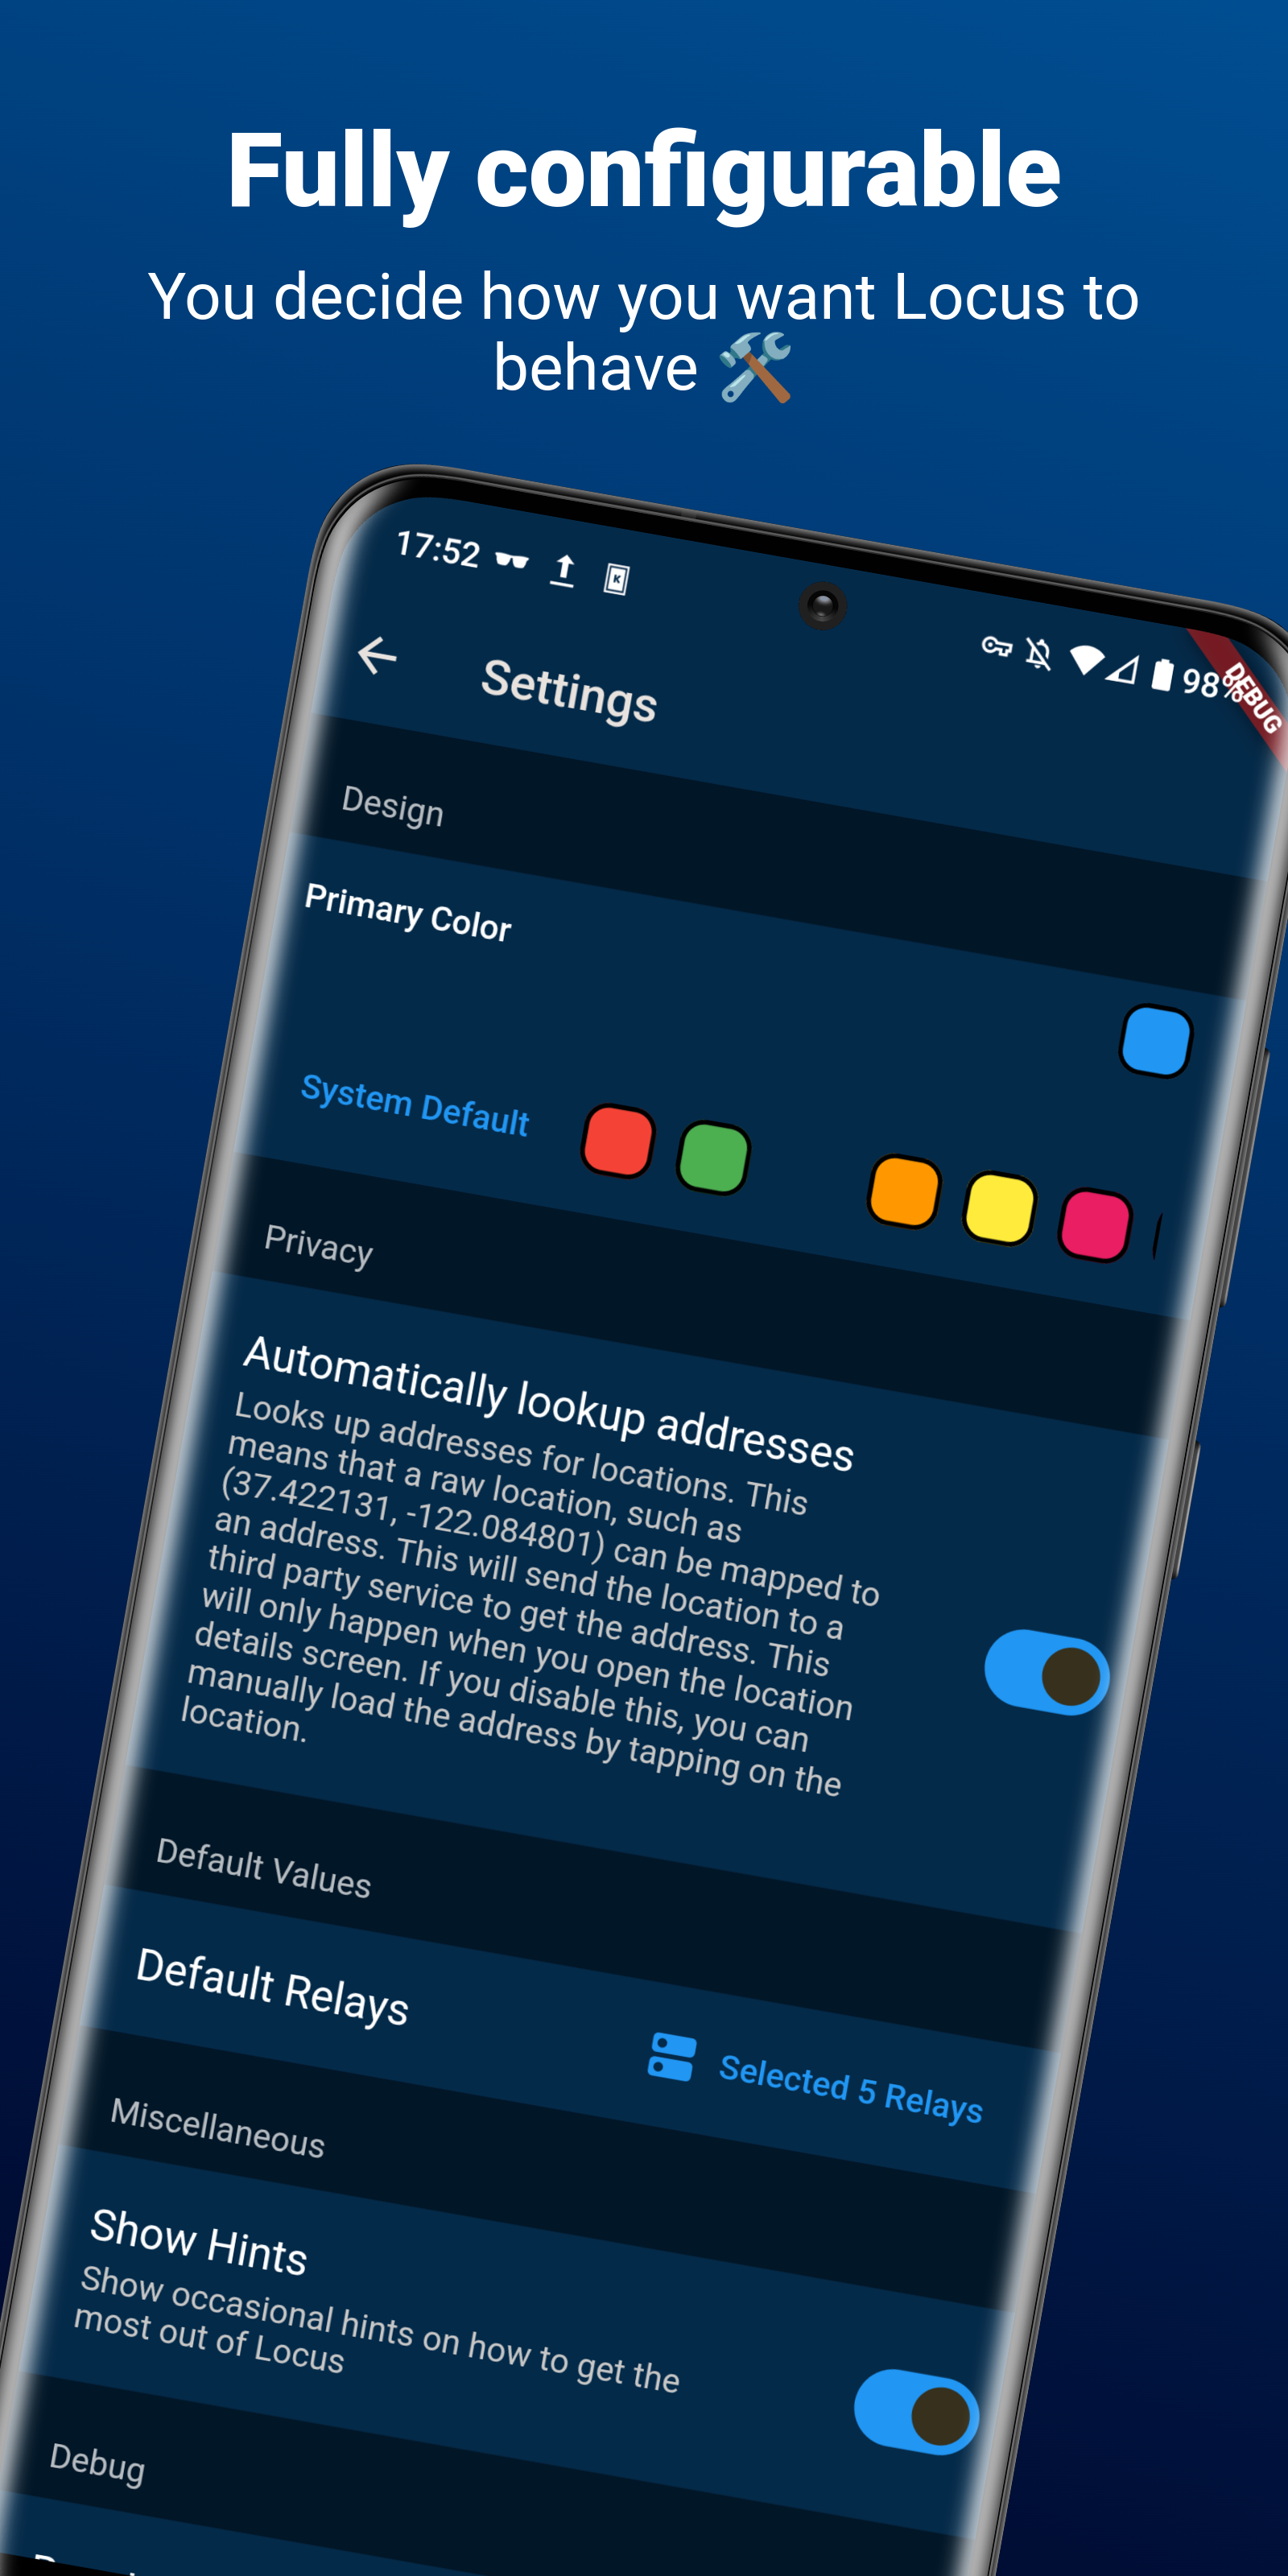 Fully configurable
You decide how you want Locus to
behave 🛠️
17:52
98%
DEBUG
Settings
Design
Primary Color
System Default
Privacy
Automatically lookup addresses
Looks up addresses for locations. This
means that a raw location, such as
(37.422131, -122.084801) can be mapped to
an address. This will send the location to a
third party service to get the address. This
will only happen when you open the location
details screen. If you disable this, you can
manually load the address by tapping on the
location.
Default Values
Default Relays
Selected 5 Relays
Miscellaneous
Show Hints
Show occasional hints on how to get the
most out of Locus
Debug